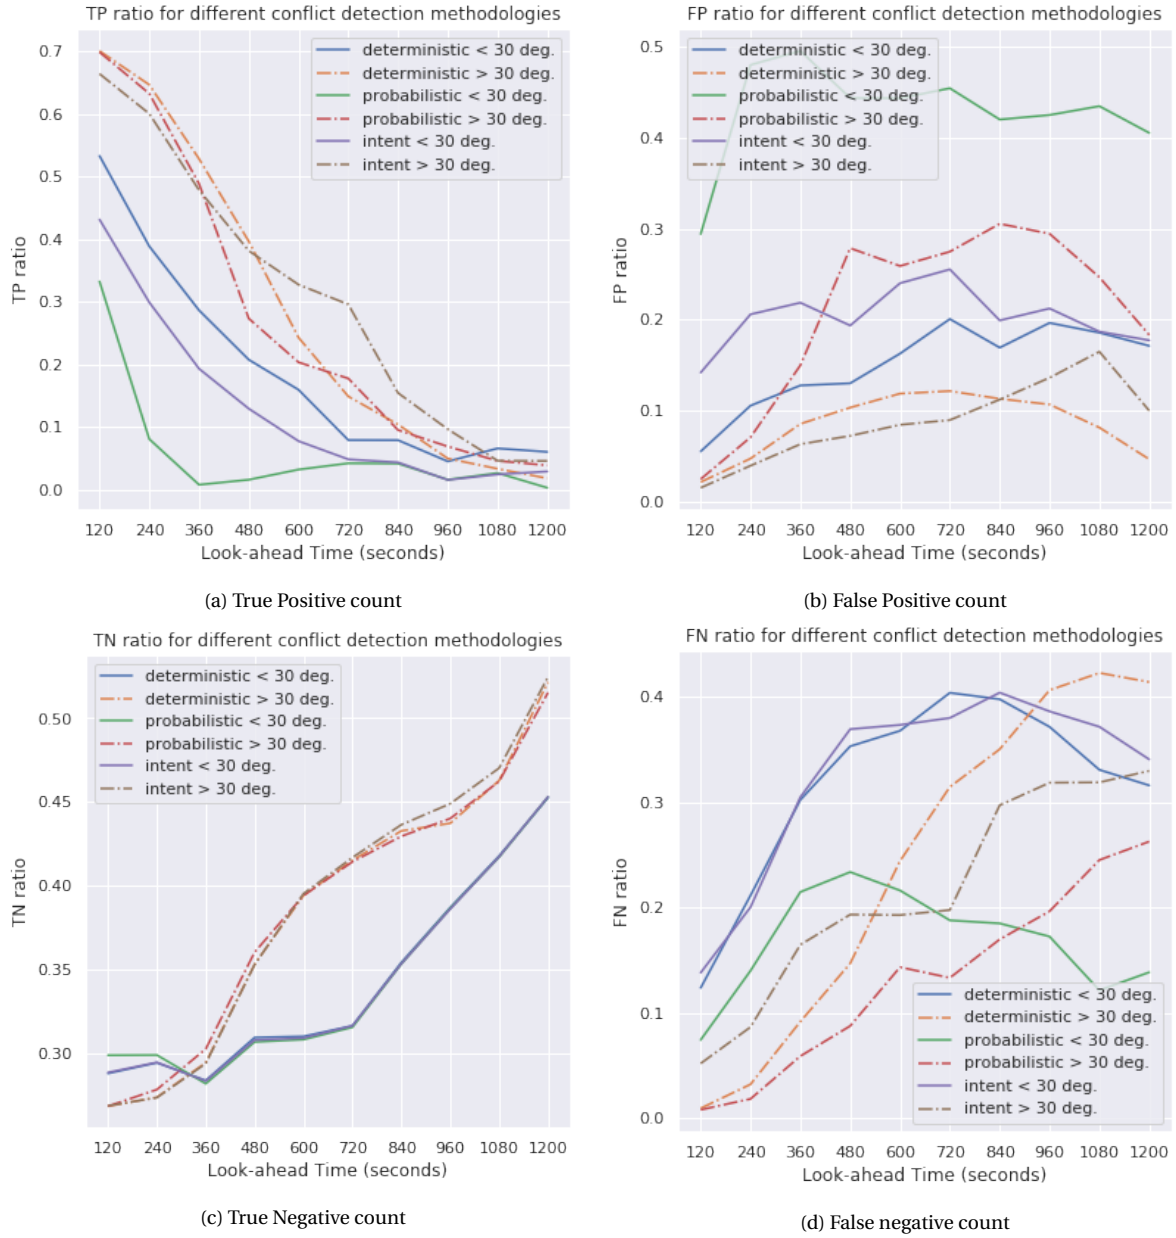 TP ratio for different conflict detection methodologies
0.7
0.6
0.5
0.4
0.3
0.2
0.1
0.0
TP ratio
deterministic < 30 deg.
deterministic > 30 deg.
probabilistic < 30 deg.
probabilistic > 30 deg.
intent < 30 deg.
intent > 30 deg.
120 240 360 480 600 720 840 960 1080 1200
Look-ahead Time (seconds)
(a) True Positive count
FP ratio for different conflict detection methodologies
0.5
0.4
0.3
0.2
0.1
0.0
FP ratio
deterministic < 30 deg.
deterministic > 30 deg.
probabilistic < 30 deg.
probabilistic > 30 deg.
intent < 30 deg.
intent > 30 deg.
120 240 360 480 600 720 840 960 1080 1200
Look-ahead Time (seconds)
(b) False Positive count
TN ratio for different conflict detection methodologies
0.50
0.45
0.40
0.35
0.30
TN ratio
deterministic < 30 deg.
deterministic > 30 deg.
probabilistic < 30 deg.
probabilistic > 30 deg.
intent < 30 deg.
intent > 30 deg.
120 240 360 480 600 720 840 960 1080 1200
Look-ahead Time (seconds)
(c) True Negative count
FN ratio for different conflict detection methodologies
0.4
0.3
0.2
0.1
0.0
FN ratio
deterministic < 30 deg.
deterministic > 30 deg.
probabilistic < 30 deg.
probabilistic > 30 deg.
intent < 30 deg.
intent > 30 deg.
120 240 360 480 600 720 840 960 1080 1200
Look-ahead Time (seconds)
(d) False negative count